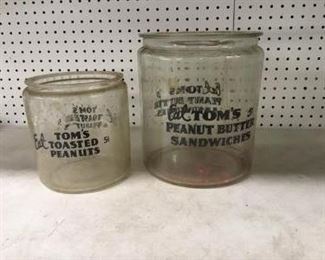 Eat TOM'S
TOASTED 5¢
PEANUTS
Eat TOM'S 5¢
PEANUT BUTTER
SANDWICHES